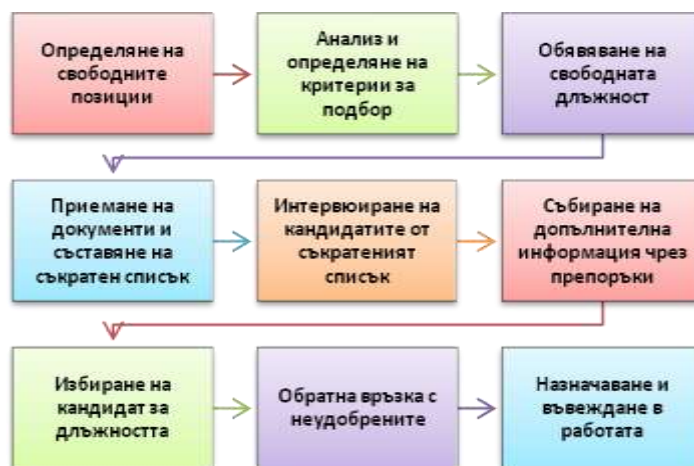 Определяне на
свободните
позиции
Анализ и
определяне на
критерии за
подбор
Обявяване на
свободната
длъжност
Приемане на
документи и
съставяне на
съкратен списък
Интервюиране на
кандидатите от
съкратеният
списък
Събиране на
допълнителна
информация чрез
препоръки
Избиране на
кандидат за
длъжността
Обратна връзка с
неудобрените
Назначаване и
въвеждане в
работата